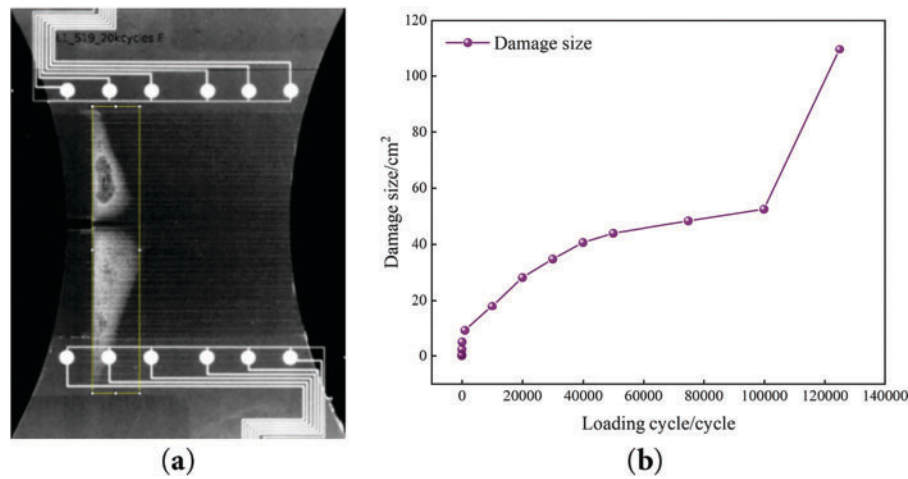 L1_S19_20kcycles F
(a)
120
100
80
60
40
20
0
Damage size
Damage size/cm²
0 20000 40000 60000 80000 100000 120000 140000
Loading cycle/cycle
(b)